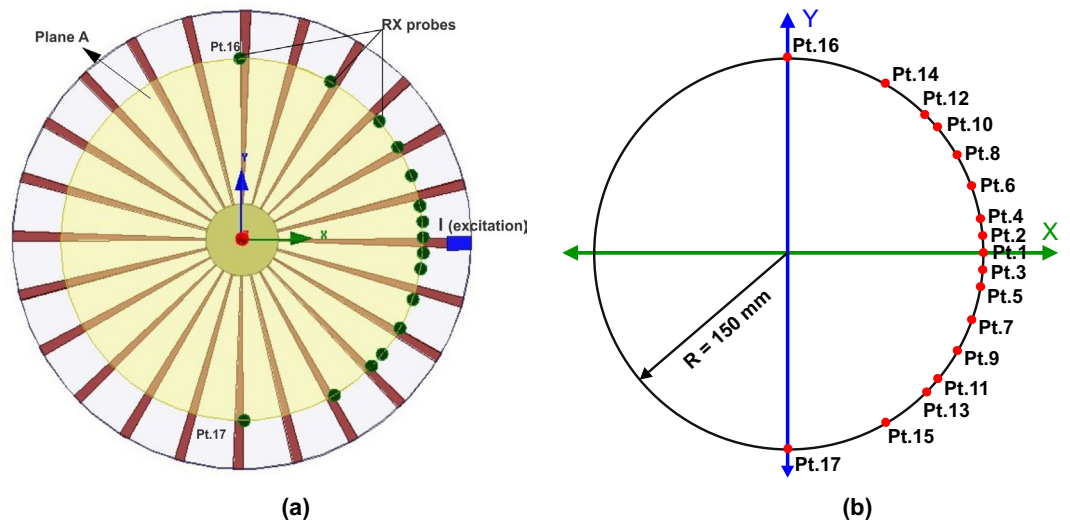 Plane A
Pt.16
RX probes
Y
X
I (excitation)
Pt.17
(a)
Y
Pt.16
Pt.14
Pt.12
Pt.10
Pt.8
Pt.6
Pt.4
Pt.2
X
Pt.1
Pt.3
Pt.5
Pt.7
R = 150 mm
Pt.9
Pt.11
Pt.13
Pt.15
Pt.17
(b)